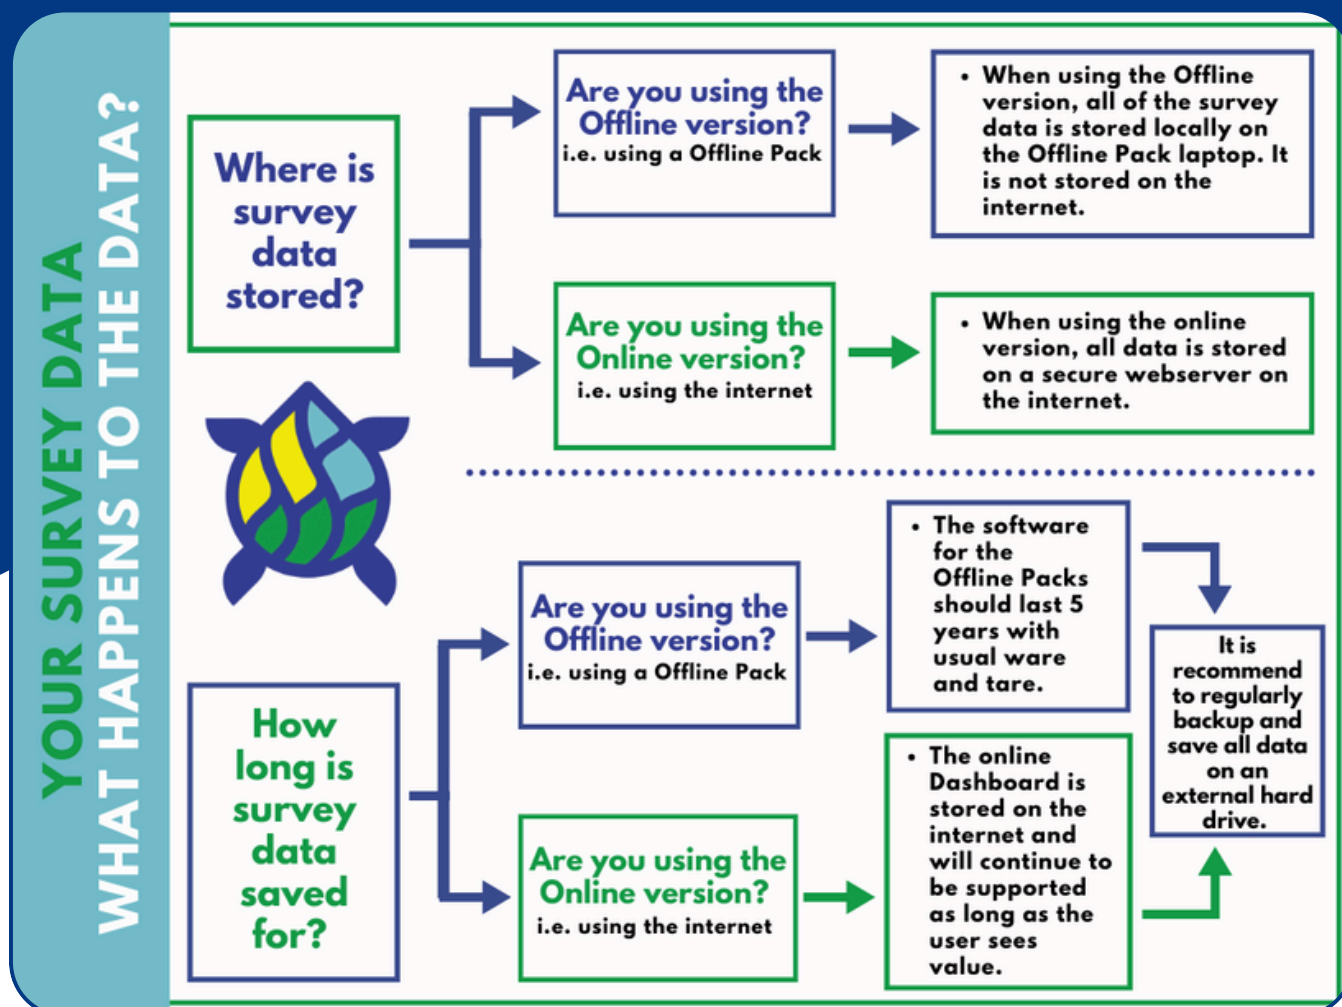 YOUR SURVEY DATA
WHAT HAPPENS TO THE DATA?
Where is
survey
data
stored?
Are you using the
Offline version?
i.e. using a Offline Pack
• When using the Offline
version, all of the survey
data is stored locally on
the Offline Pack laptop. It
is not stored on the
internet.
Are you using the
Online version?
i.e. using the internet
• When using the online
version, all data is stored
on a secure webserver on
the internet.
How
long is
survey
data
saved
for?
Are you using the
Offline version?
i.e. using a Offline Pack
• The software
for the
Offline Packs
should last 5
years with
usual ware
and tare.
Are you using the
Online version?
i.e. using the internet
• The online
Dashboard is
stored on the
internet and
will continue to
be supported
as long as the
user sees
value.
It is
recommend
to regularly
backup and
save all data
on an
external hard
drive.